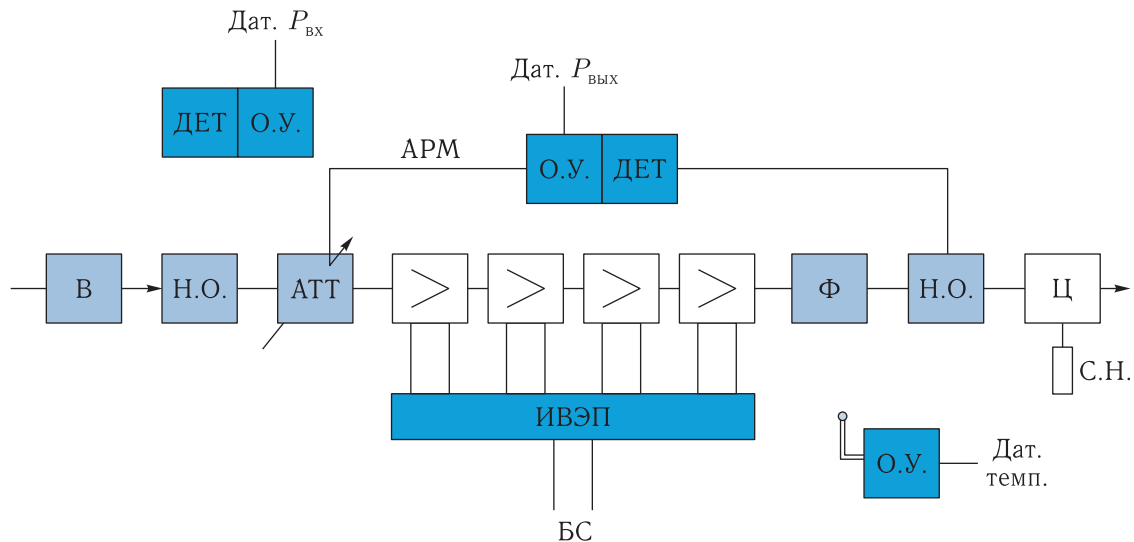 Дат. Pвх
Дат. Pвых
ДЕТ О.У.
АРМ
О.У. ДЕТ
В
Н.О.
АТТ
Ф
Н.О.
Ц
С.Н.
ИВЭП
О.У.
Дат.
темп.
БС